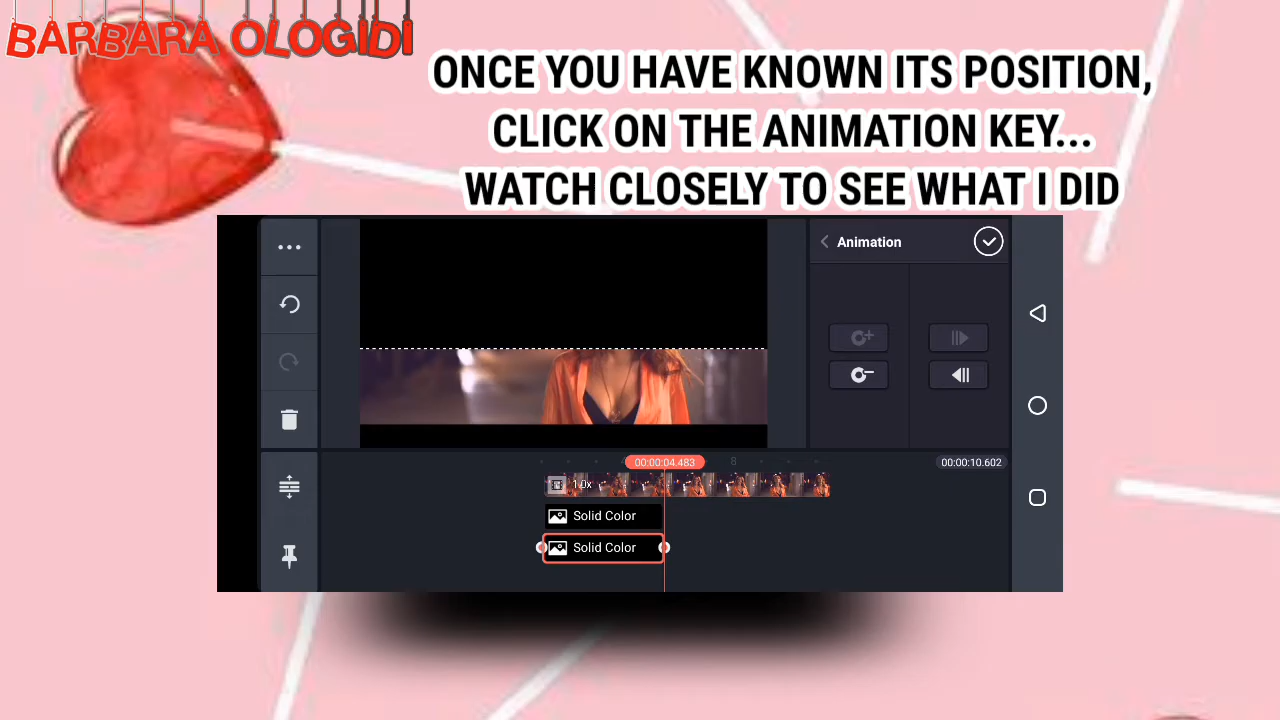 BARBARA OLOGIDI
ONCE YOU HAVE KNOWN ITS POSITION,
CLICK ON THE ANIMATION KEY...
WATCH CLOSELY TO SEE WHAT I DID
Animation
00:00:04.483
8
00:00:10.602
1.0x
Solid Color
Solid Color